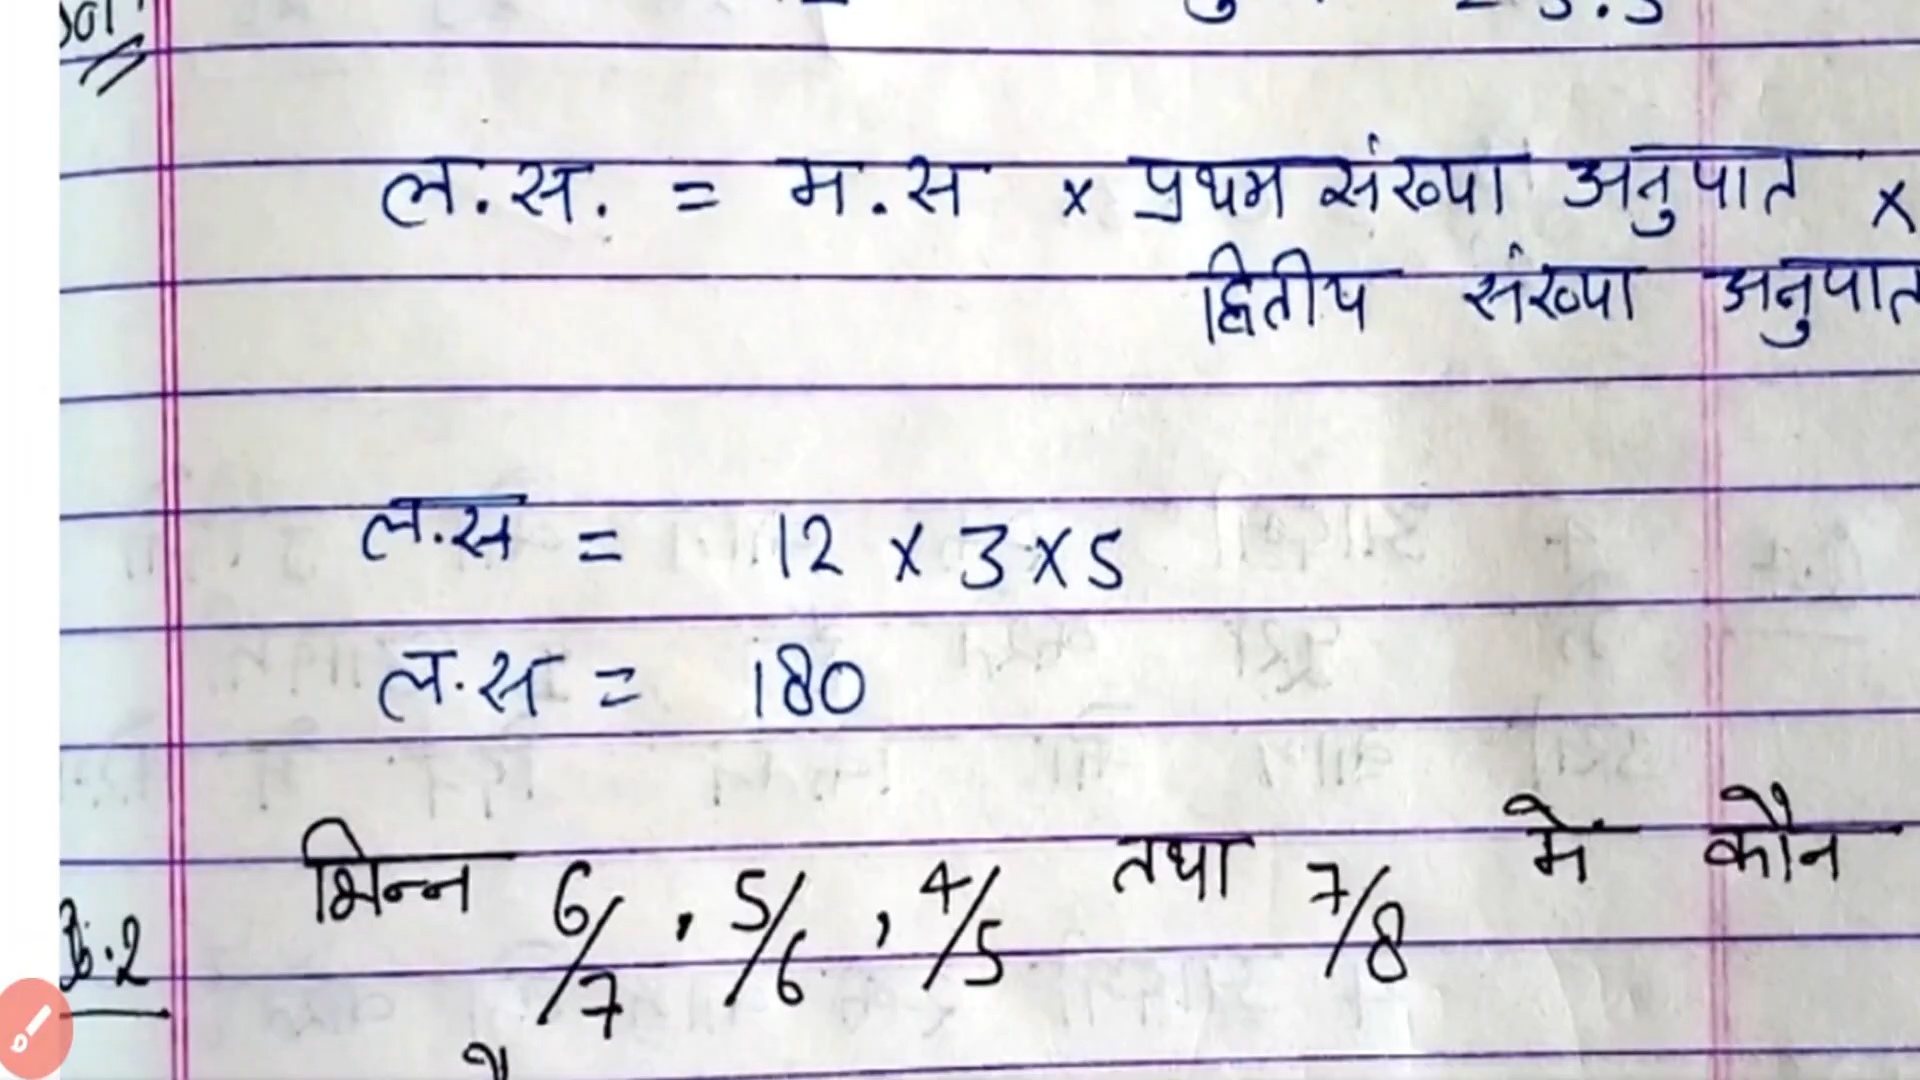 ल.स. = म.स × प्रथम संख्या अनुपात ×
द्वितीय संख्या अनुपात
ल.स = 12 × 3 × 5
ल.स = 180
भिन्न 6/7 , 5/6 , 4/5 तथा 7/8 में कौन